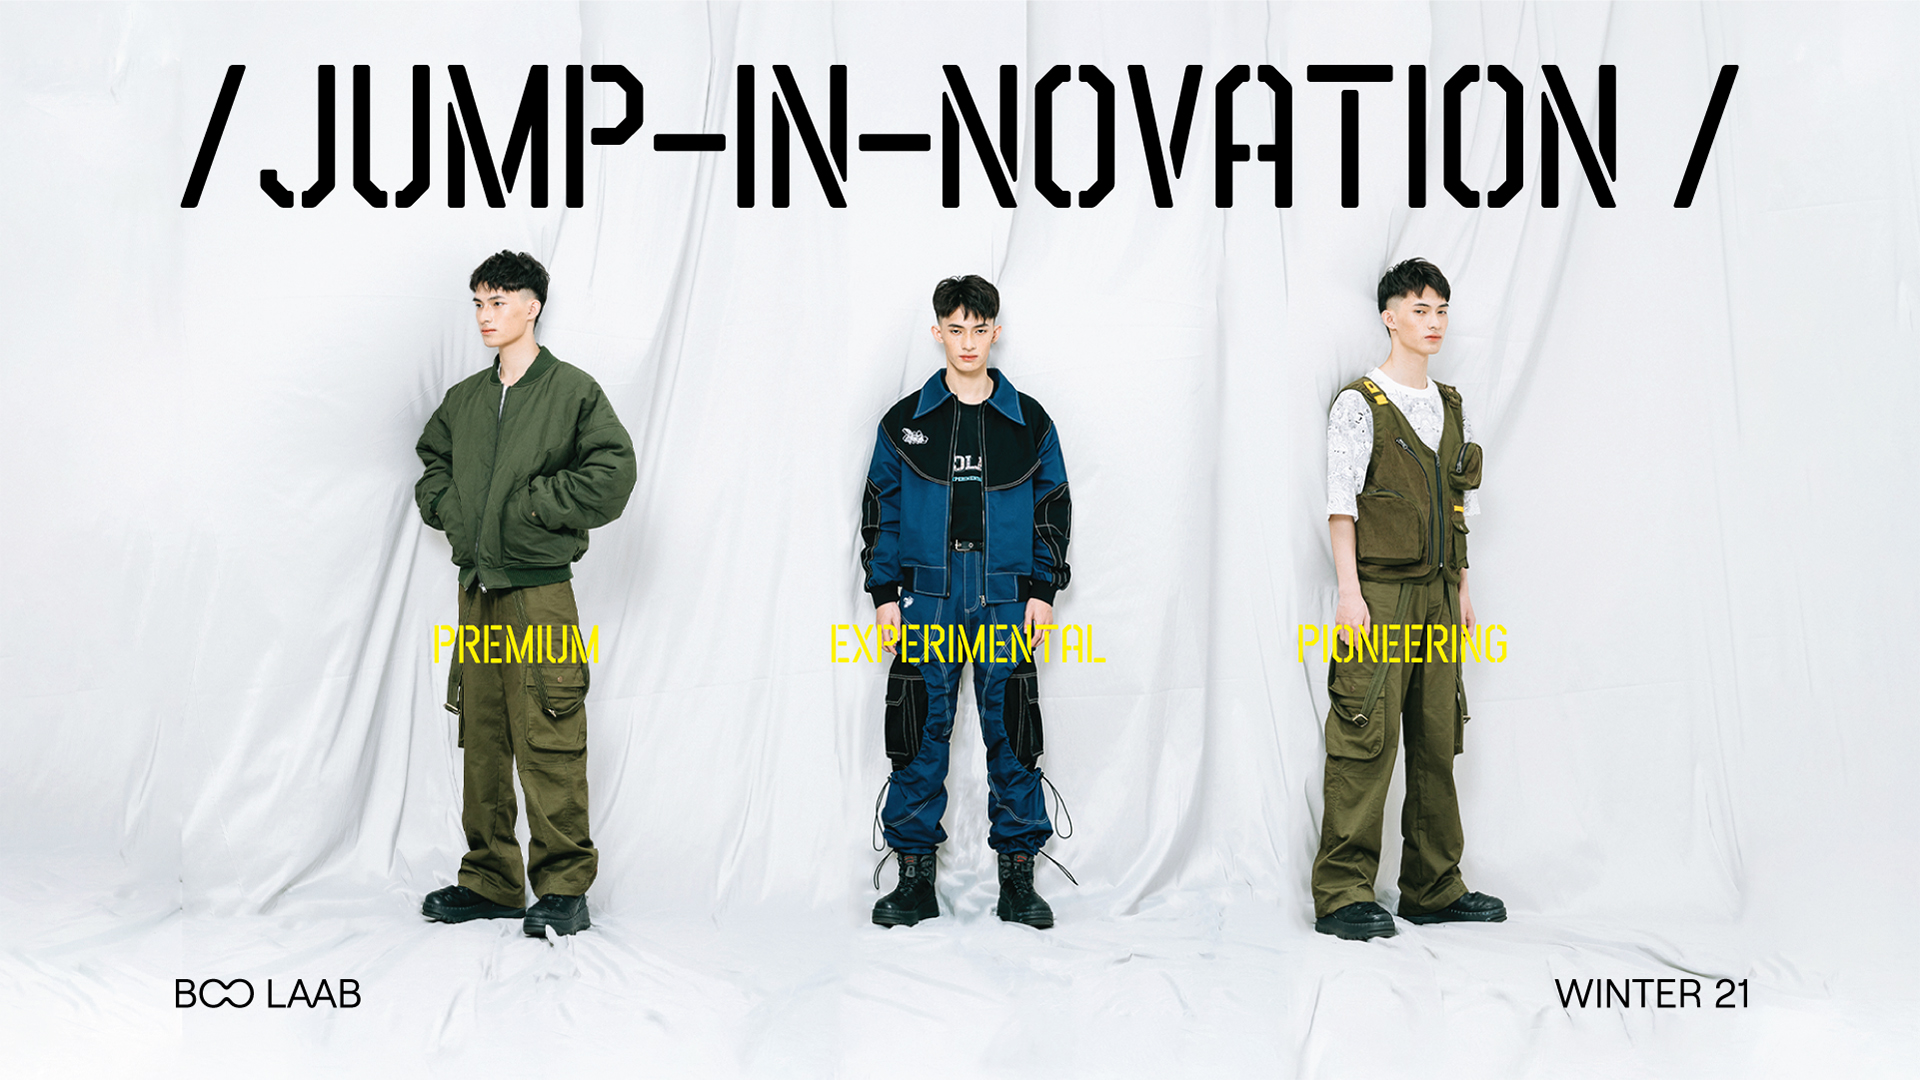 / JUMP-IN-NOVATION /
PREMIUM EXPERIMENTAL PIONEERING
BOO LAAB
WINTER 21